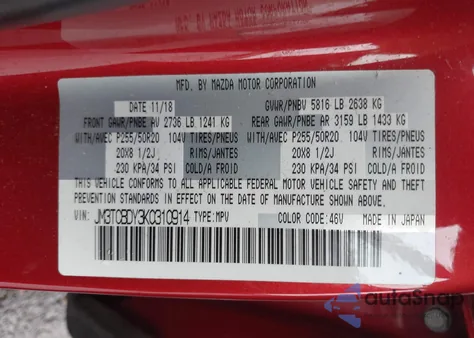 MFD. BY MAZDA MOTOR CORPORATION
DATE 11/18 GVWR/PNBV 5816 LB 2638 KG
FRONT GAWR/PNBE AV 2736 LB 1241 KG REAR GAWR/PNBE AR 3159 LB 1433 KG
WITH/AVEC P255/50R20 104V TIRES/PNEUS WITH/AVEC P255/50R20 104V TIRES/PNEUS
20X8 1/2J RIMS/JANTES 20X8 1/2J RIMS/JANTES
230 KPA/34 PSI COLD/A FROID 230 KPA/34 PSI COLD/A FROID
THIS VEHICLE CONFORMS TO ALL APPLICABLE FEDERAL MOTOR VEHICLE SAFETY AND THEFT
PREVENTION STANDARDS IN EFFECT ON THE DATE OF MANUFACTURE SHOWN ABOVE.
VIN: JM3TCBDY3K0310914 TYPE: MPV COLOR CODE: 46V MADE IN JAPAN
autoSnap